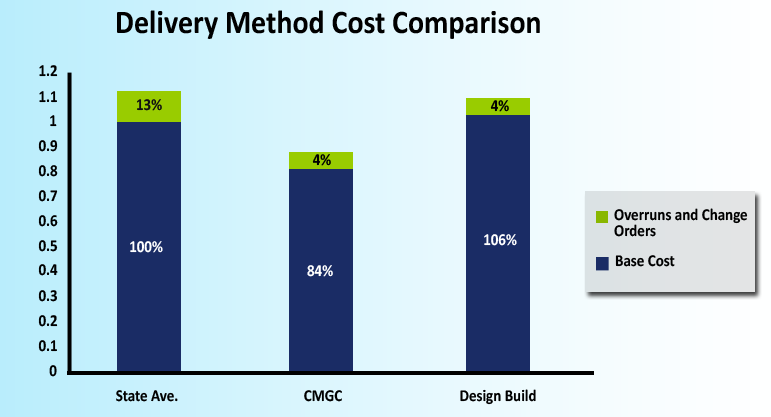 Delivery Method Cost Comparison
1.2
1.1
1
0.9
0.8
0.7
0.6
0.5
0.4
0.3
0.2
0.1
0
13%
100%
4%
84%
4%
106%
State Ave.
CMGC
Design Build
Overruns and Change
Orders
Base Cost